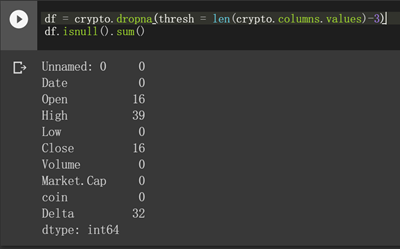 df = crypto.dropna(thresh = len(crypto.columns.values)-3)
df.isnull().sum()
Unnamed: 0 0
Date 0
Open 16
High 39
Low 0
Close 16
Volume 0
Market.Cap 0
coin 0
Delta 32
dtype: int64